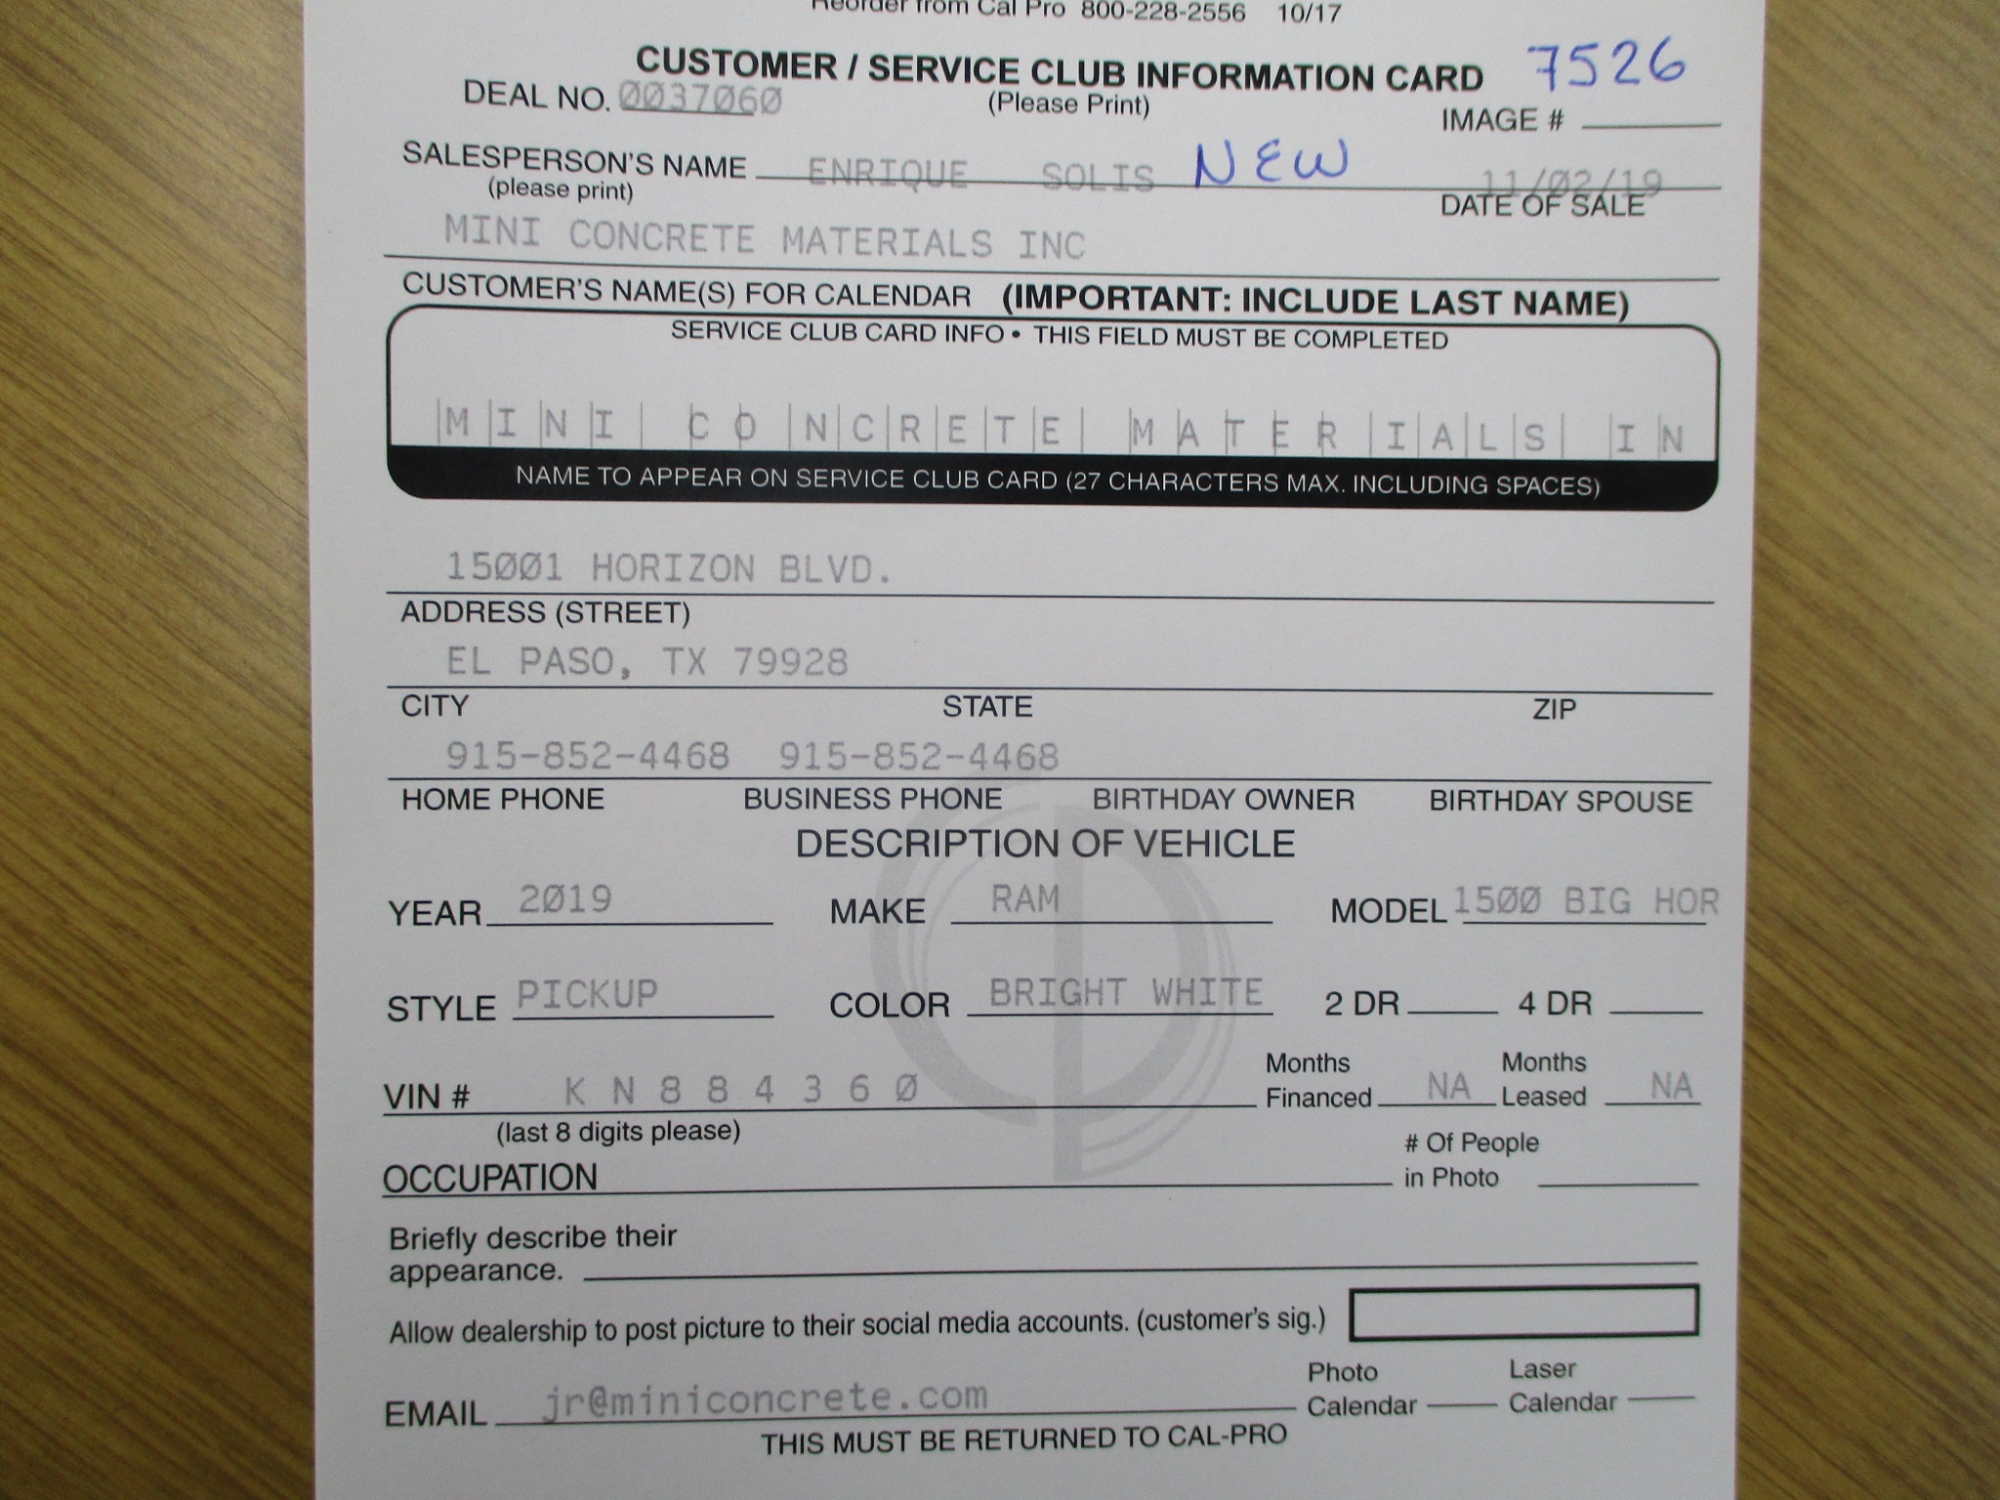 Reorder from Cal Pro 800-228-2556 10/17
CUSTOMER / SERVICE CLUB INFORMATION CARD 7526
DEAL NO. 0037060 (Please Print)
IMAGE #
SALESPERSON'S NAME ENRIQUE SOLIS NEW 11/02/19
(please print) DATE OF SALE
MINI CONCRETE MATERIALS INC
CUSTOMER'S NAME(S) FOR CALENDAR (IMPORTANT: INCLUDE LAST NAME)
SERVICE CLUB CARD INFO • THIS FIELD MUST BE COMPLETED
MINI CONCRETE MATERIALS IN
NAME TO APPEAR ON SERVICE CLUB CARD (27 CHARACTERS MAX. INCLUDING SPACES)
15001 HORIZON BLVD.
ADDRESS (STREET)
EL PASO, TX 79928
CITY STATE ZIP
915-852-4468 915-852-4468
HOME PHONE BUSINESS PHONE BIRTHDAY OWNER BIRTHDAY SPOUSE
DESCRIPTION OF VEHICLE
YEAR 2019 MAKE RAM MODEL 1500 BIG HOR
STYLE PICKUP COLOR BRIGHT WHITE 2 DR 4 DR
VIN # KN884360 Months Financed NA Months Leased NA
(last 8 digits please)
OCCUPATION # Of People in Photo
Briefly describe their
appearance.
Allow dealership to post picture to their social media accounts. (customer's sig.)
EMAIL jr@miniconcrete.com Photo Calendar Laser Calendar
THIS MUST BE RETURNED TO CAL-PRO